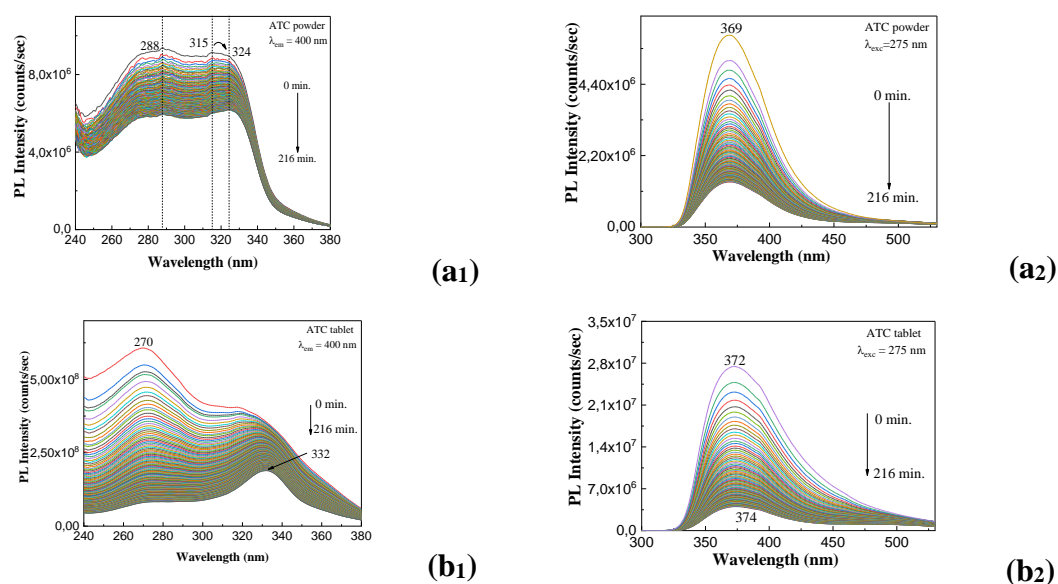 ATC powder
λem = 400 nm
288
315
324
8,0x10⁶
4,0x10⁶
0,0
0 min.
216 min.
240 260 280 300 320 340 360 380
PL Intensity (counts/sec)
Wavelength (nm)
(a1)
ATC powder
λexc=275 nm
369
4,40x10⁶
2,20x10⁶
0,00
0 min.
216 min.
300 350 400 450 500
PL Intensity (counts/sec)
Wavelength (nm)
(a2)
ATC tablet
λem = 400 nm
270
5,00x10⁸
2,50x10⁸
0,00
0 min.
216 min.
332
240 260 280 300 320 340 360 380
PL Intensity (counts/sec)
Wavelength (nm)
(b1)
3,5x10⁷
ATC tablet
λexc = 275 nm
372
2,8x10⁷
2,1x10⁷
1,4x10⁷
7,0x10⁶
0,0
0 min.
216 min.
374
300 350 400 450 500
PL Intensity (counts/sec)
Wavelength (nm)
(b2)